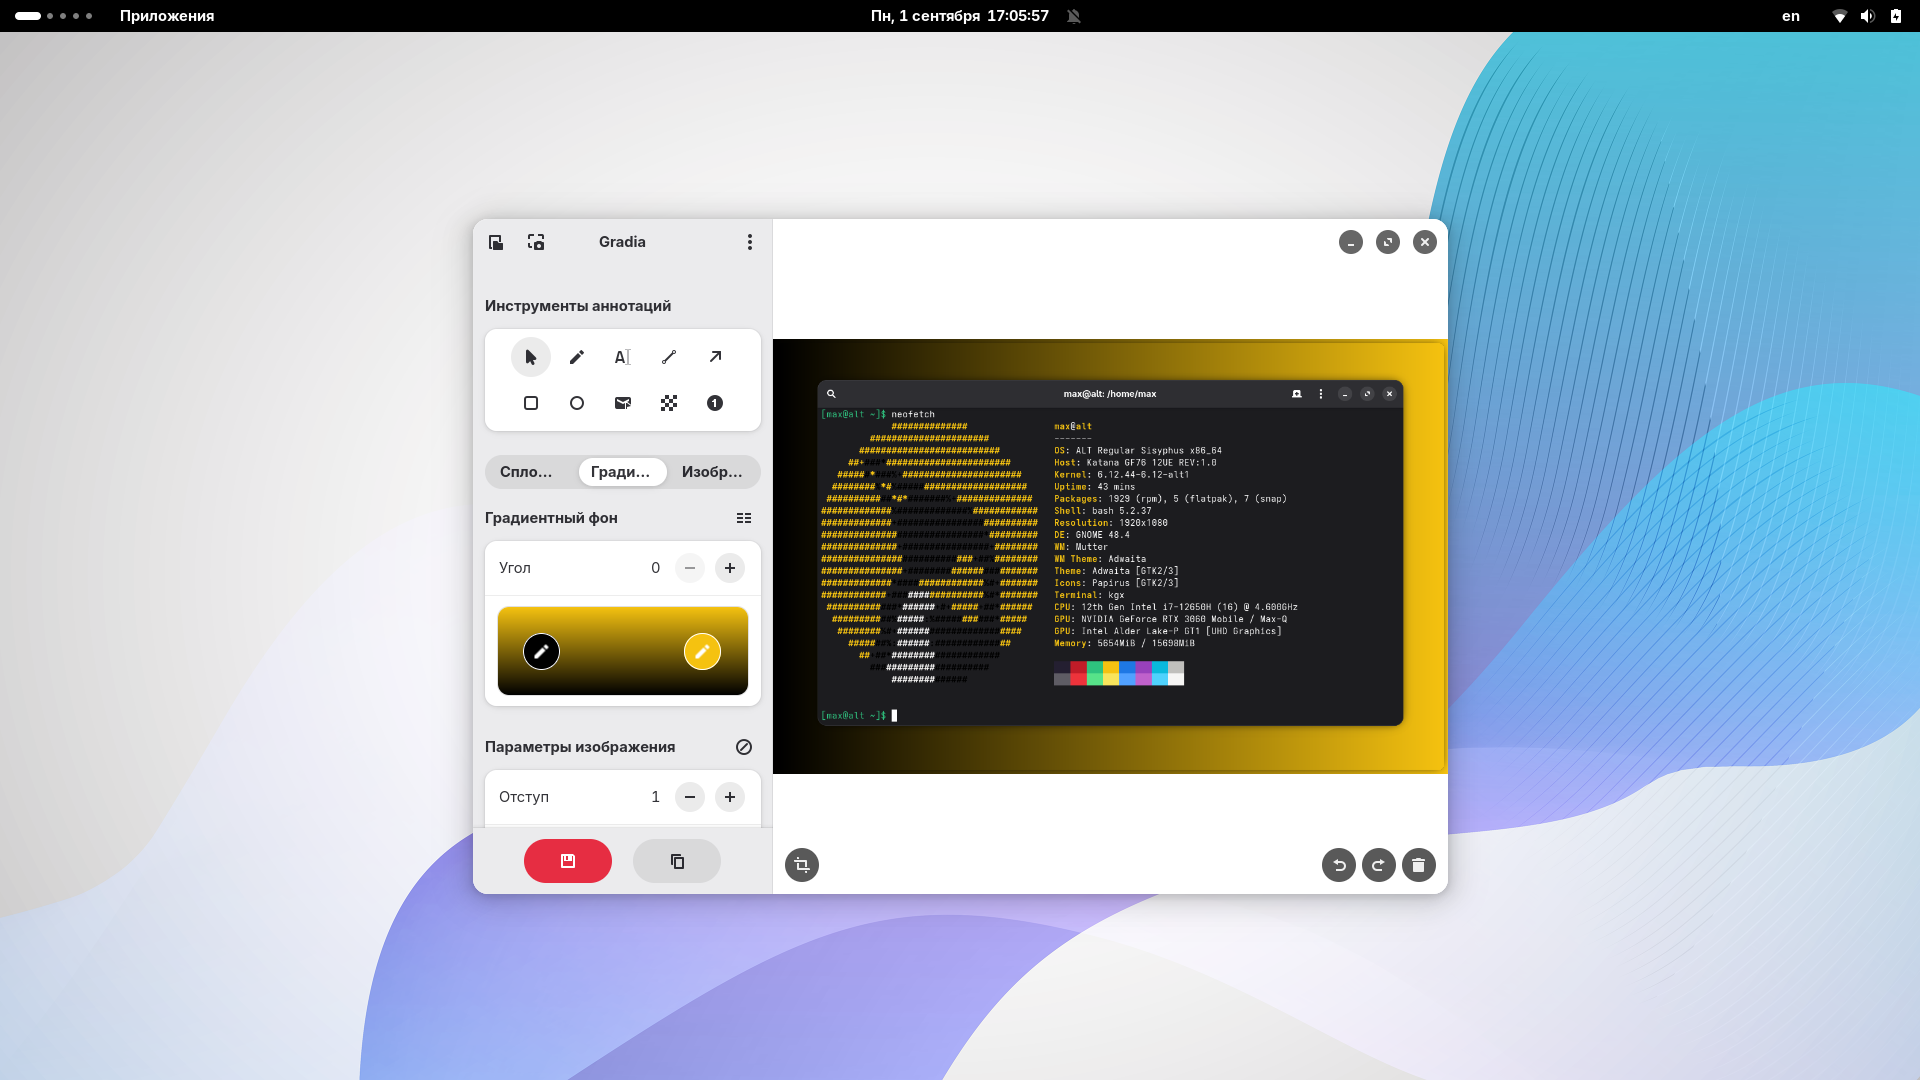 Приложения
Пн, 1 сентября 17:05:57
en
Gradia
Инструменты аннотаций
A
1
Спло...
Гради...
Изобр...
Градиентный фон
Угол
0
Параметры изображения
Отступ
1
max@alt: /home/max
[max@alt ~]$ neofetch
max@alt
-------
OS: ALT Regular Sisyphus x86_64
Host: Katana GF76 12UE REV:1.0
Kernel: 6.12.44-6.12-alt1
Uptime: 43 mins
Packages: 1929 (rpm), 5 (flatpak), 7 (snap)
Shell: bash 5.2.37
Resolution: 1920x1080
DE: GNOME 48.4
WM: Mutter
WM Theme: Adwaita
Theme: Adwaita [GTK2/3]
Icons: Papirus [GTK2/3]
Terminal: kgx
CPU: 12th Gen Intel i7-12650H (16) @ 4.600GHz
GPU: NVIDIA GeForce RTX 3060 Mobile / Max-Q
GPU: Intel Alder Lake-P GT1 [UHD Graphics]
Memory: 5654MiB / 15698MiB
[max@alt ~]$